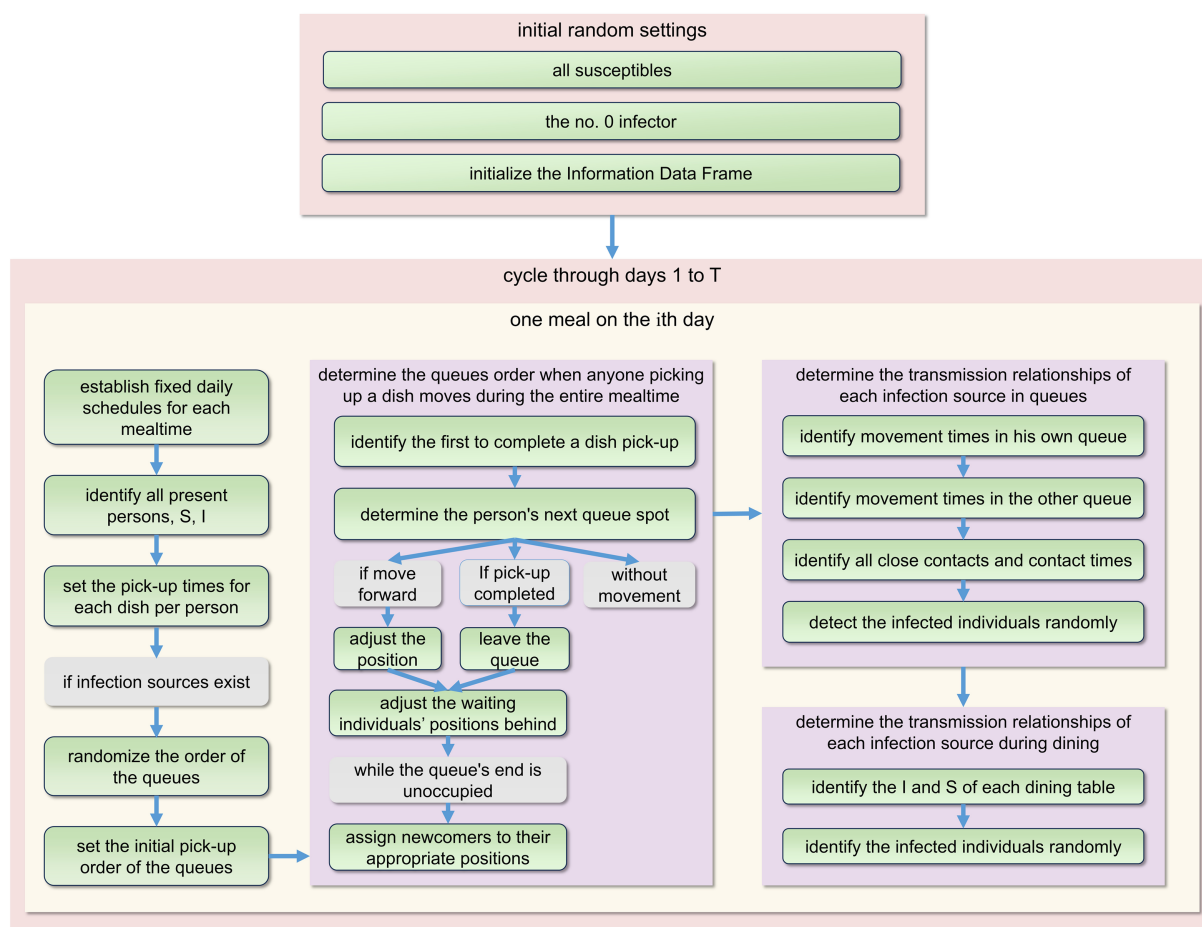 initial random settings
all susceptibles
the no. 0 infector
initialize the Information Data Frame
cycle through days 1 to T
one meal on the ith day
establish fixed daily
schedules for each
mealtime
identify all present
persons, S, I
set the pick-up times for
each dish per person
if infection sources exist
randomize the order of
the queues
set the initial pick-up
order of the queues
determine the queues order when anyone picking
up a dish moves during the entire mealtime
identify the first to complete a dish pick-up
determine the person's next queue spot
if move
forward
If pick-up
completed
without
movement
adjust the
position
leave the
queue
adjust the waiting
individuals’ positions behind
while the queue's end is
unoccupied
assign newcomers to their
appropriate positions
determine the transmission relationships of
each infection source in queues
identify movement times in his own queue
identify movement times in the other queue
identify all close contacts and contact times
detect the infected individuals randomly
determine the transmission relationships of
each infection source during dining
identify the I and S of each dining table
identify the infected individuals randomly